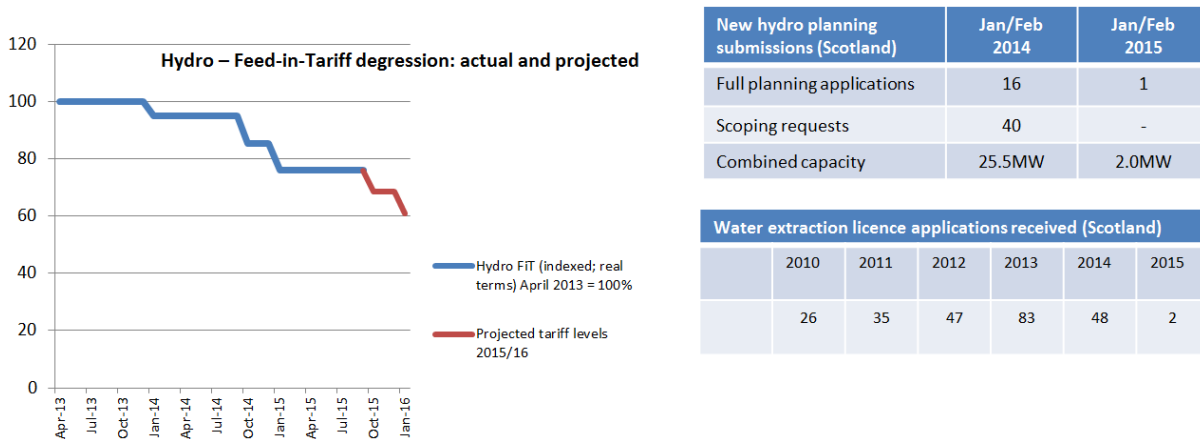 Hydro – Feed-in-Tariff degression: actual and projected
120
100
80
60
40
20
0
Apr-13
Jul-13
Oct-13
Jan-14
Apr-14
Jul-14
Oct-14
Jan-15
Apr-15
Jul-15
Oct-15
Jan-16
Hydro FiT (indexed; real
terms) April 2013 = 100%
Projected tariff levels
2015/16
New hydro planning
submissions (Scotland)
Jan/Feb
2014
Jan/Feb
2015
Full planning applications 16 1
Scoping requests 40 -
Combined capacity 25.5MW 2.0MW
Water extraction licence applications received (Scotland)
2010 2011 2012 2013 2014 2015
26 35 47 83 48 2